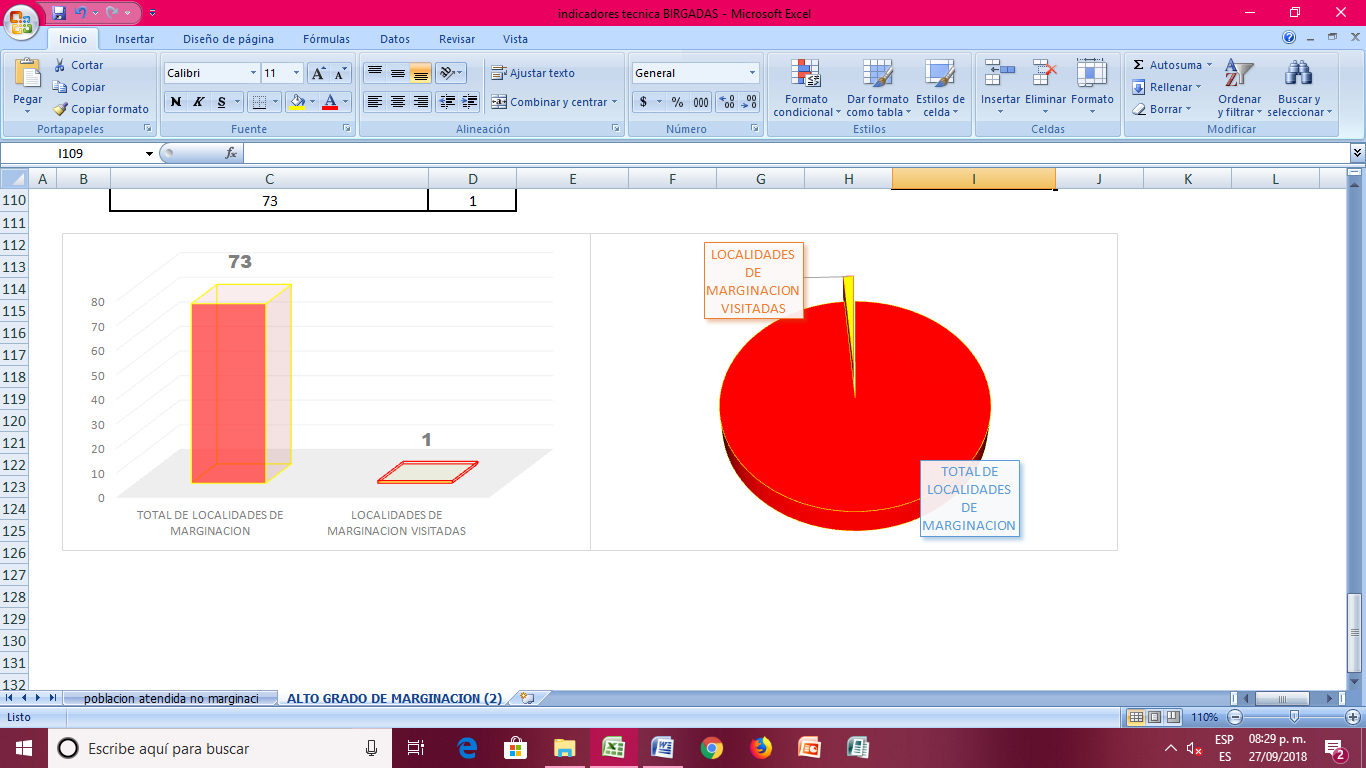 indicadores tecnica BIRGADAS - Microsoft Excel
Inicio Insertar Diseño de página Fórmulas Datos Revisar Vista
Pegar
Cortar
Copiar
Copiar formato
Portapapeles
Calibri 11
N K S
Fuente
Ajustar texto
Combinar y centrar
Alineación
General
$ % 000
Número
Formato
condicional
Dar formato
como tabla
Estilos de
celda
Estilos
Insertar Eliminar Formato
Celdas
Autosuma
Rellenar
Borrar
Ordenar
y filtrar
Buscar y
seleccionar
Modificar
I109 fx
A B C D E F G H I J K L
110 73 1
111
112
113
114
115
116
117
118
119
120
121
122
123
124
125
126
127
128
129
130
131
132
73
1
80
70
60
50
40
30
20
10
0
TOTAL DE LOCALIDADES DE
MARGINACION
LOCALIDADES DE
MARGINACION VISITADAS
LOCALIDADES
DE
MARGINACION
VISITADAS
TOTAL DE
LOCALIDADES
DE
MARGINACION
poblacion atendida no marginaci ALTO GRADO DE MARGINACION (2)
Listo 110%
Escribe aquí para buscar
ESP
ES
08:29 p. m.
27/09/2018
2